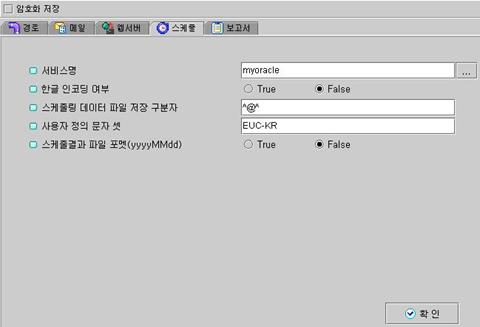 암호화 저장
경로 메일 웹서버 스케줄 보고서
서비스명 myoracle ...
한글 인코딩 여부 True False
스케줄링 데이터 파일 저장 구분자 ^@^
사용자 정의 문자 셋 EUC-KR
스케줄결과 파일 포멧(yyyyMMdd) True False
확 인